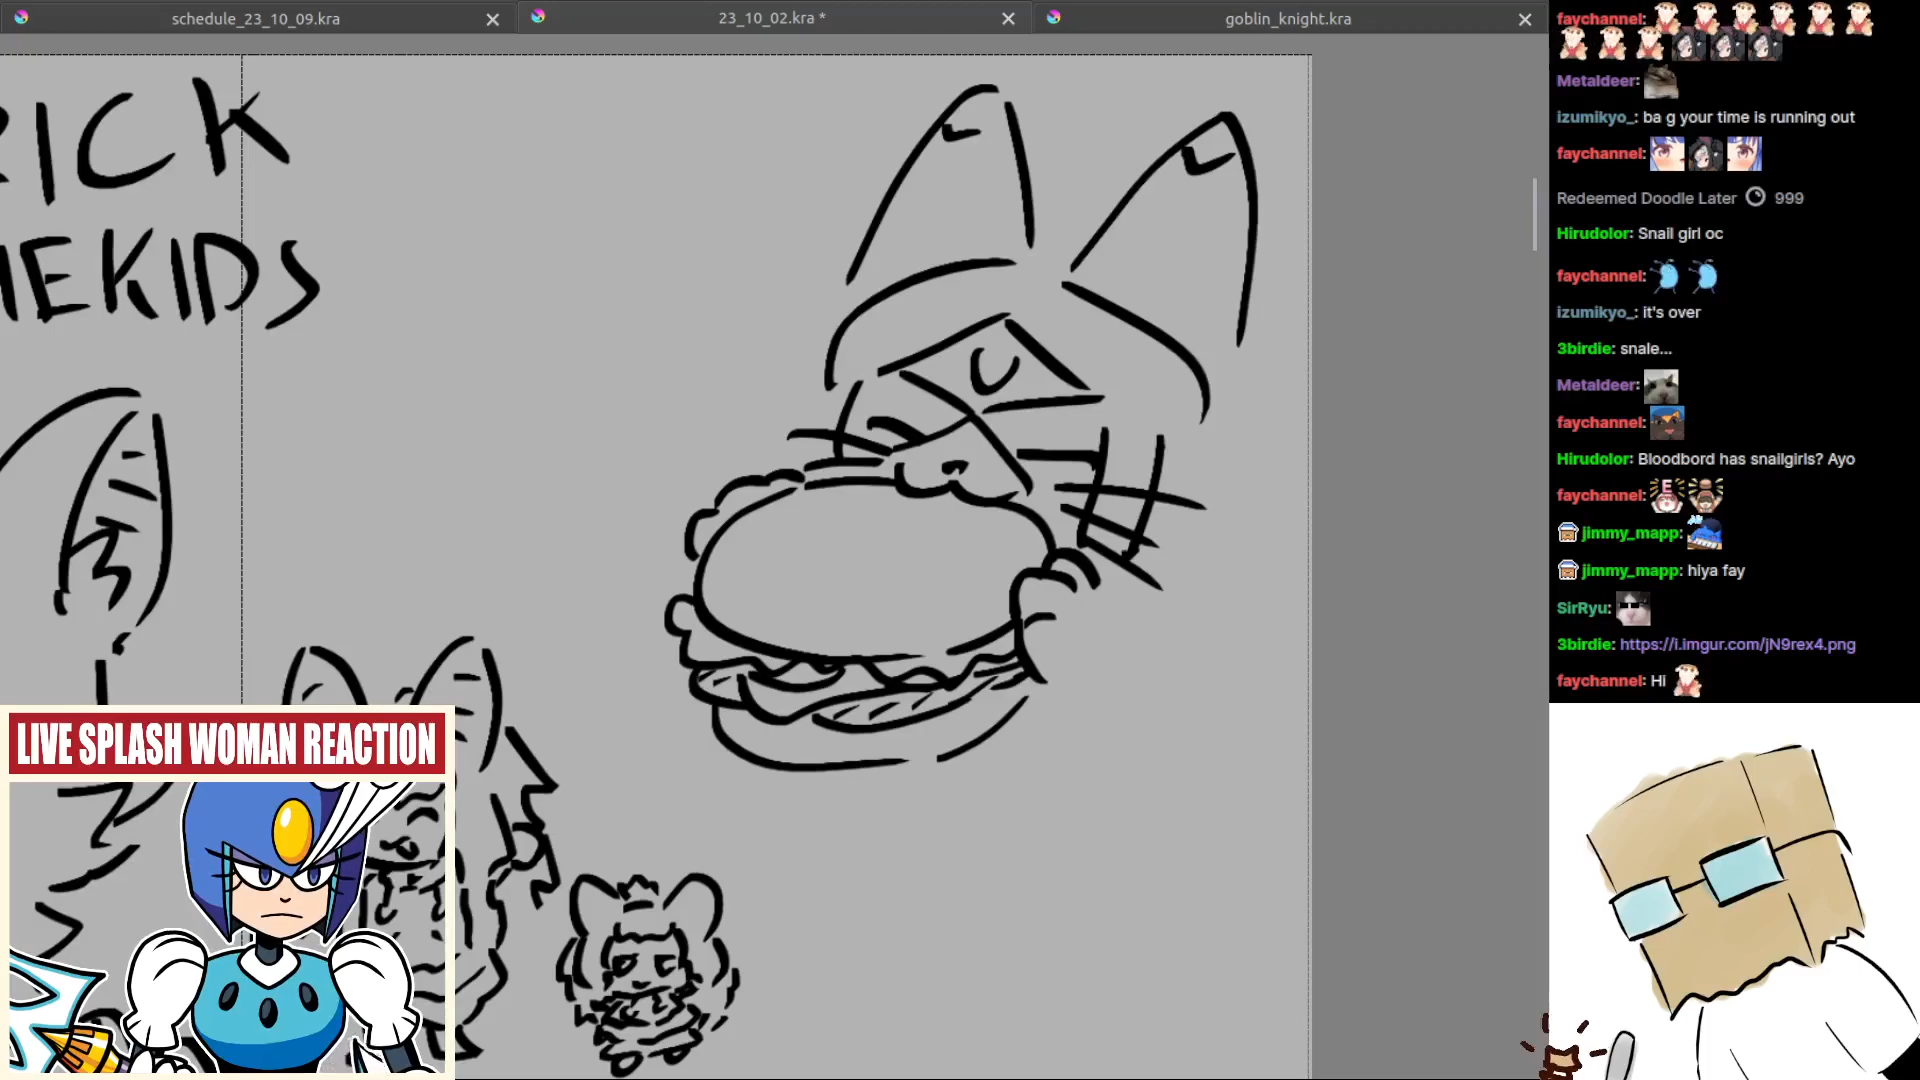 schedule_23_10_09.kra
23_10_02.kra *
goblin_knight.kra
RICK
EKIDS
faychannel:
Metaldeer:
izumikyo_: ba g your time is running out
faychannel:
Redeemed Doodle Later 999
Hirudolor: Snail girl oc
faychannel:
izumikyo_: it's over
3birdie: snale...
Metaldeer:
faychannel:
Hirudolor: Bloodbord has snailgirls? Ayo
faychannel:
jimmy_mapp:
jimmy_mapp: hiya fay
SirRyu:
3birdie: https://i.imgur.com/jN9rex4.png
faychannel: Hi
LIVE SPLASH WOMAN REACTION